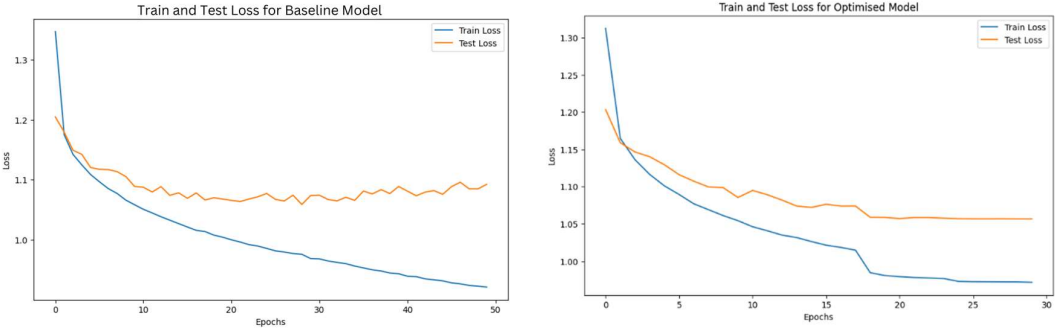 Train and Test Loss for Baseline Model
Train Loss
Test Loss
Loss
1.3
1.2
1.1
1.0
0 10 20 30 40 50
Epochs
Train and Test Loss for Optimised Model
Train Loss
Test Loss
Loss
1.30
1.25
1.20
1.15
1.10
1.05
1.00
0 5 10 15 20 25 30
Epochs